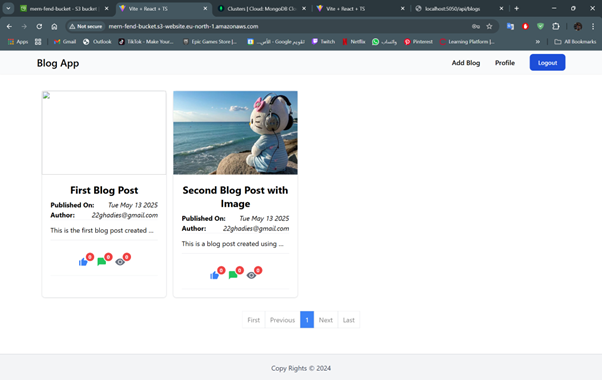 mern-fend-bucket - S3 bucket
Vite + React + TS
Clusters | Cloud: MongoDB Cl
Vite + React + TS
localhost:5050/api/blogs
Not secure
mern-fend-bucket.s3-website.eu-north-1.amazonaws.com
Apps
Gmail
Outlook
TikTok - Make Your...
Epic Games Store |...
تقويم Google - الأس...
Twitch
Netflix
واتساب
Pinterest
Learning Platform |...
All Bookmarks
Blog App
Add Blog
Profile
Logout
First Blog Post
Published On: Tue May 13 2025
Author: 22ghadies@gmail.com
This is the first blog post created ...
0 0 0
Second Blog Post with
Image
Published On: Tue May 13 2025
Author: 22ghadies@gmail.com
This is a blog post created using ...
0 0 0
First Previous 1 Next Last
Copy Rights © 2024